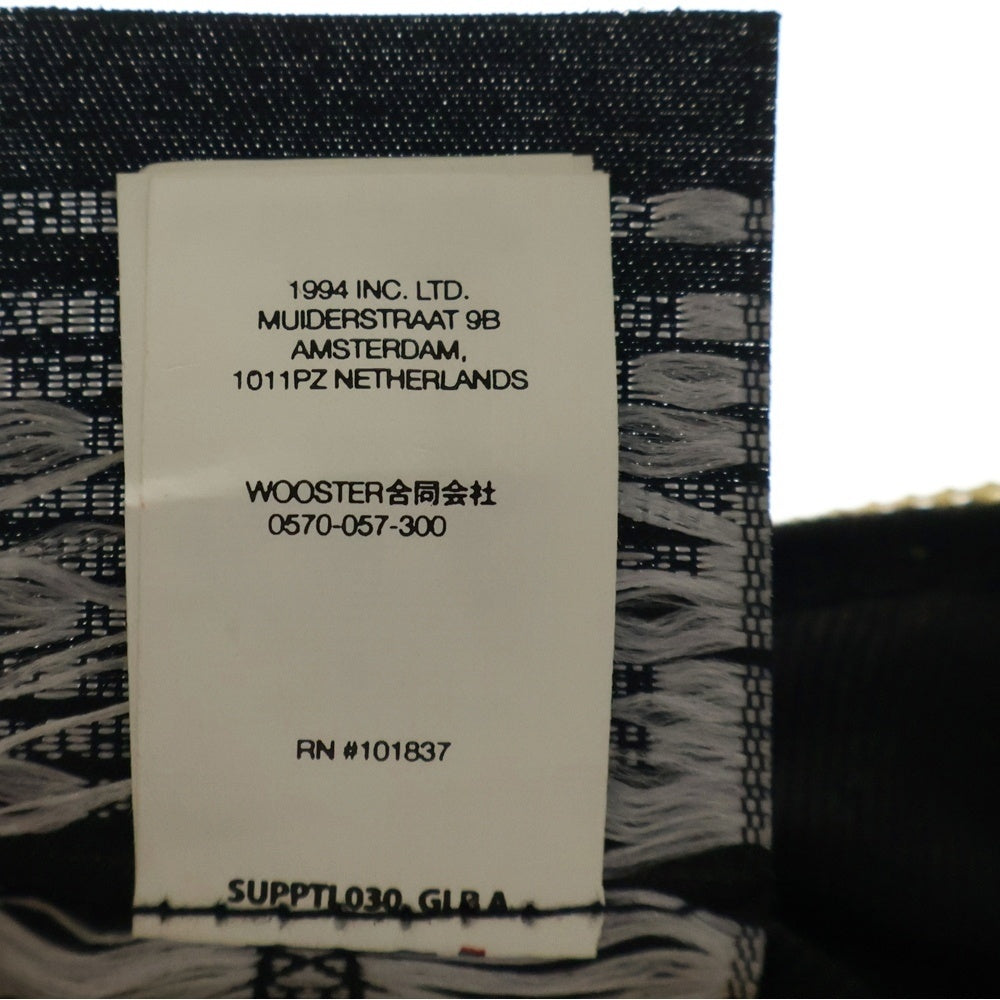 1994 INC. LTD.
MUIDERSTRAAT 9B
AMSTERDAM,
1011PZ NETHERLANDS
WOOSTER合同会社
0570-057-300
RN #101837
SUPPTL030,